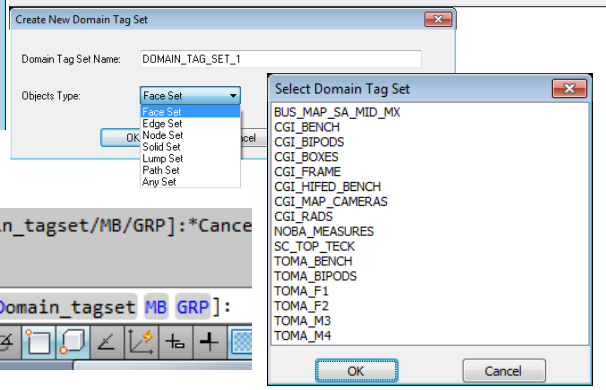 Create New Domain Tag Set
Domain Tag Set Name: DOMAIN_TAG_SET_1
Objects Type: Face Set
Face Set
Edge Set
Node Set
Solid Set
Lump Set
Path Set
Any Set
OK
Select Domain Tag Set
BUS_MAP_SA_MID_MX
CGI_BENCH
CGI_BIPODS
CGI_BOXES
CGI_FRAME
CGI_HIFED_BENCH
CGI_MAP_CAMERAS
CGI_RADS
NOBA_MEASURES
SC_TOP_TECK
TOMA_BENCH
TOMA_BIPODS
TOMA_F1
TOMA_F2
TOMA_M3
TOMA_M4
OK Cancel
in_tagset/MB/GRP]:*Cance
Domain_tagset MB GRP]: